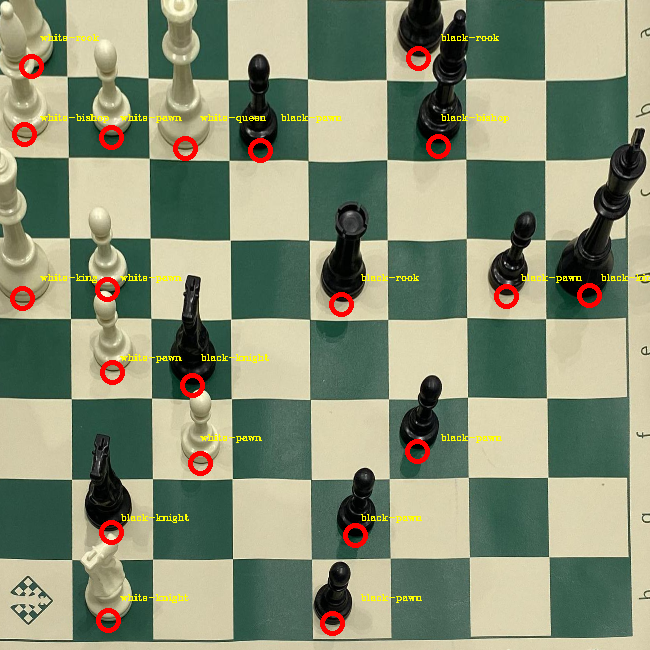 white-rook
black-rook
a
white-bishop
white-pawn
white-queen
black-pawn
black-bishop
b
c
white-king
white-pawn
black-rook
black-pawn
white-pawn
black-knight
e
white-pawn
black-pawn
f
black-knight
black-pawn
g
white-knight
black-pawn
h